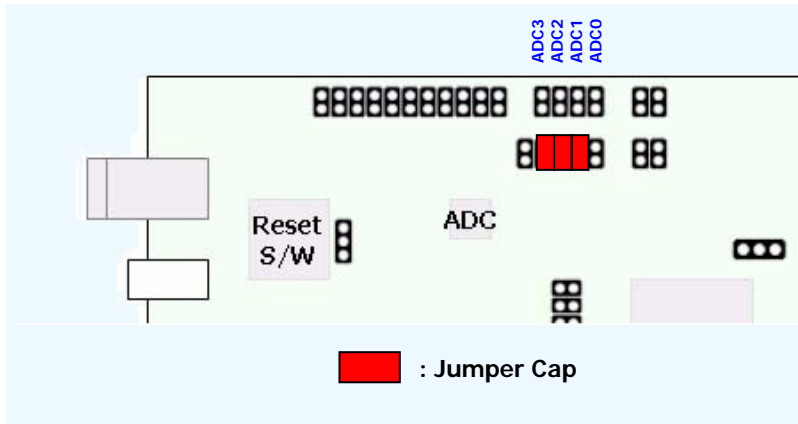 ADC3
ADC2
ADC1
ADC0
Reset
S/W
ADC
: Jumper Cap